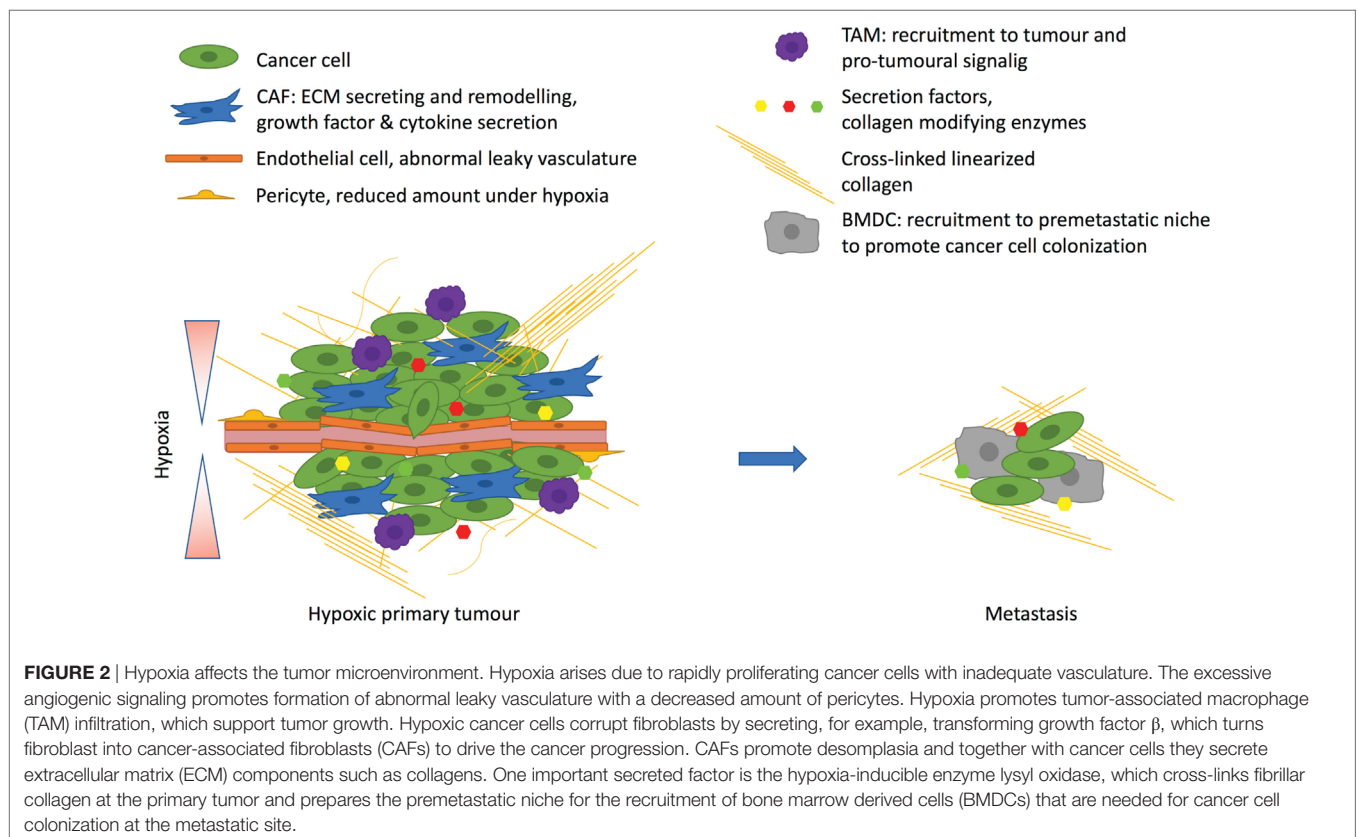 Cancer cell
CAF: ECM secreting and remodelling,
growth factor & cytokine secretion
Endothelial cell, abnormal leaky vasculature
Pericyte, reduced amount under hypoxia
TAM: recruitment to tumour and
pro-tumoural signalig
Secretion factors,
collagen modifying enzymes
Cross-linked linearized
collagen
BMDC: recruitment to premetastatic niche
to promote cancer cell colonization
Hypoxia
Hypoxic primary tumour
Metastasis
FIGURE 2 | Hypoxia affects the tumor microenvironment. Hypoxia arises due to rapidly proliferating cancer cells with inadequate vasculature. The excessive
angiogenic signaling promotes formation of abnormal leaky vasculature with a decreased amount of pericytes. Hypoxia promotes tumor-associated macrophage
(TAM) infiltration, which support tumor growth. Hypoxic cancer cells corrupt fibroblasts by secreting, for example, transforming growth factor β, which turns
fibroblast into cancer-associated fibroblasts (CAFs) to drive the cancer progression. CAFs promote desmoplasia and together with cancer cells they secrete
extracellular matrix (ECM) components such as collagens. One important secreted factor is the hypoxia-inducible enzyme lysyl oxidase, which cross-links fibrillar
collagen at the primary tumor and prepares the premetastatic niche for the recruitment of bone marrow derived cells (BMDCs) that are needed for cancer cell
colonization at the metastatic site.